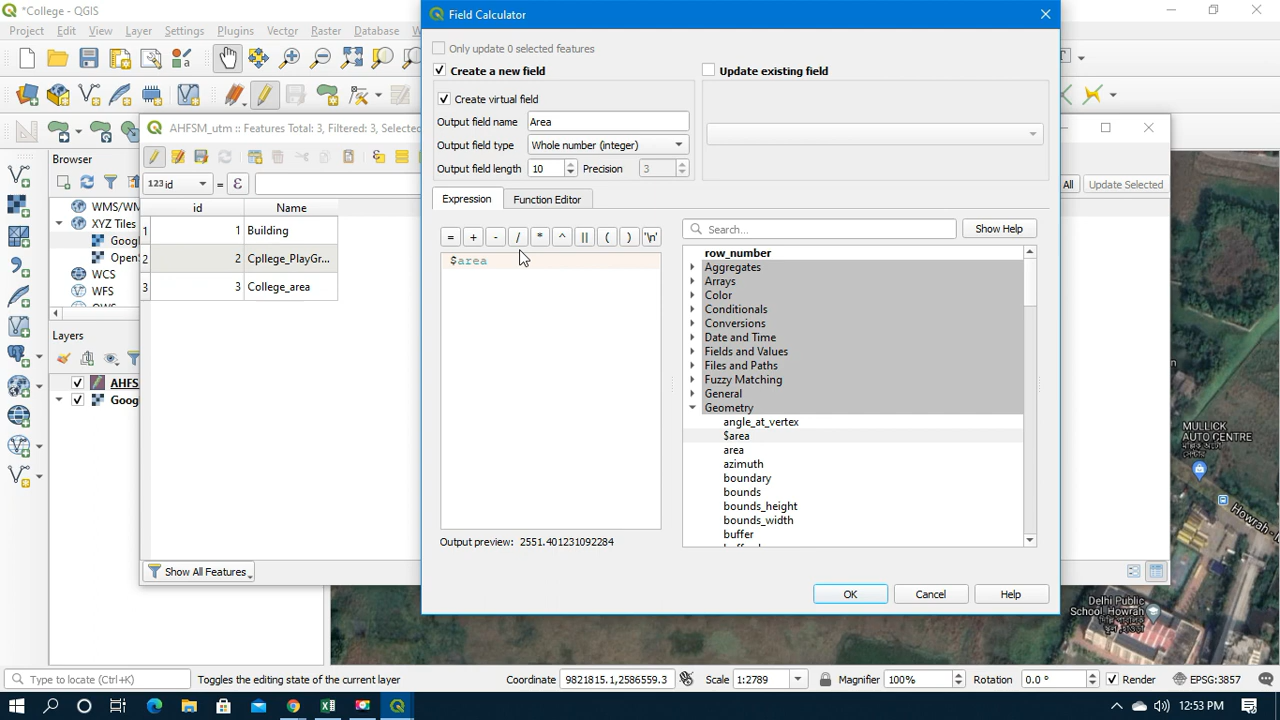 *College — QGIS
Project Edit View Layer Settings Plugins Vector Raster Database
Field Calculator
Only update 0 selected features
Create a new field
Update existing field
Create virtual field
Output field name Area
Output field type Whole number (integer)
Output field length 10 Precision 3
Expression Function Editor
= + - / * ^ || ( ) '\n'
Search...
Show Help
$area
row_number
Aggregates
Arrays
Color
Conditionals
Conversions
Date and Time
Fields and Values
Files and Paths
Fuzzy Matching
General
Geometry
angle_at_vertex
$area
area
azimuth
boundary
bounds
bounds_height
bounds_width
buffer
Output preview: 2551.401231092284
OK Cancel Help
AHFSM_utm :: Features Total: 3, Filtered: 3, Selected
123 id = ε
All Update Selected
id Name
1 1 Building
2 2 Cpllege_PlayGr...
3 3 College_area
Show All Features
Browser
WMS/WM
XYZ Tiles
Goog
OpenS
WCS
WFS
Layers
AHFS
Goog
MULLICK
AUTO CENTRE
Howrah - 
Delhi Public
School, Howrah
Type to locate (Ctrl+K) Toggles the editing state of the current layer Coordinate 9821815.1,2586559.3 Scale 1:2789 Magnifier 100% Rotation 0.0 ° Render EPSG:3857
12:53 PM